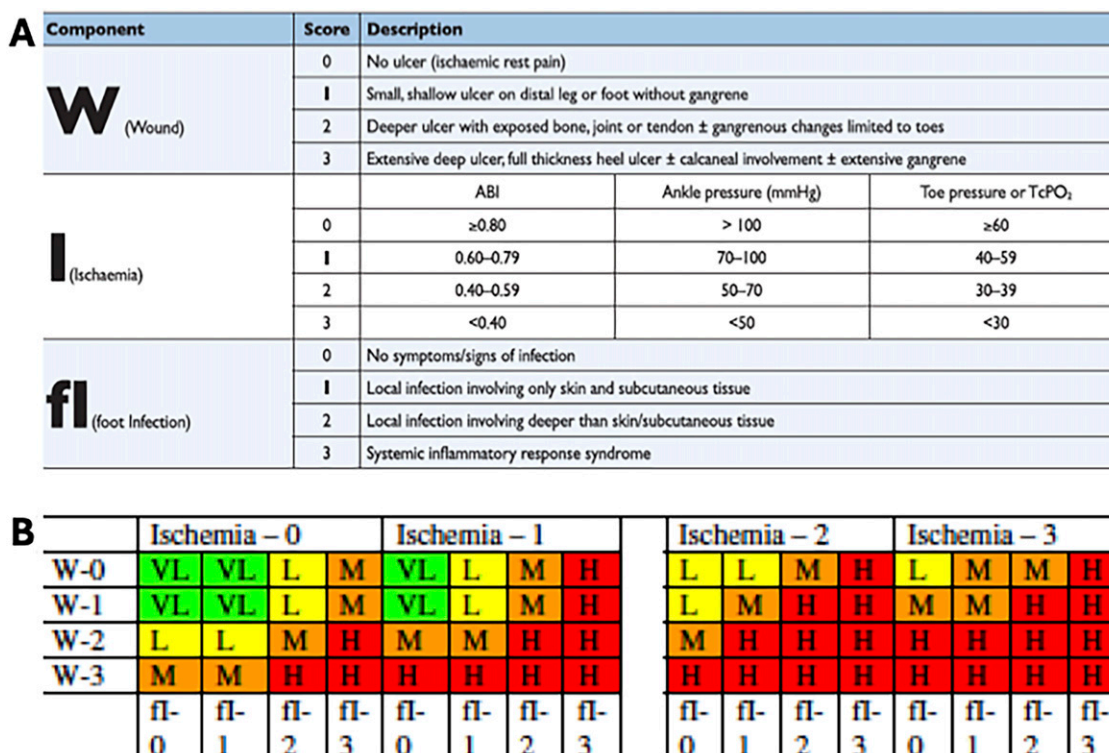 A
Component Score Description
W (Wound)
0 No ulcer (ischaemic rest pain)
1 Small, shallow ulcer on distal leg or foot without gangrene
2 Deeper ulcer with exposed bone, joint or tendon ± gangrenous changes limited to toes
3 Extensive deep ulcer, full thickness heel ulcer ± calcaneal involvement ± extensive gangrene
I (Ischaemia)
ABI Ankle pressure (mmHg) Toe pressure or TcPO₂
0 ≥0.80 > 100 ≥60
1 0.60–0.79 70–100 40–59
2 0.40–0.59 50–70 30–39
3 <0.40 <50 <30
fI (foot Infection)
0 No symptoms/signs of infection
1 Local infection involving only skin and subcutaneous tissue
2 Local infection involving deeper than skin/subcutaneous tissue
3 Systemic inflammatory response syndrome
B
Ischemia – 0 Ischemia – 1 Ischemia – 2 Ischemia – 3
W-0 VL VL L M VL L M H L L M H L M M H
W-1 VL VL L M VL L M H L M H H M M H H
W-2 L L M H M M H H M H H H H H H H
W-3 M M H H H H H H H H H H H H H H
fI- fI- fI- fI- fI- fI- fI- fI- fI- fI- fI- fI- fI- fI- fI- fI-
0 1 2 3 0 1 2 3 0 1 2 3 0 1 2 3